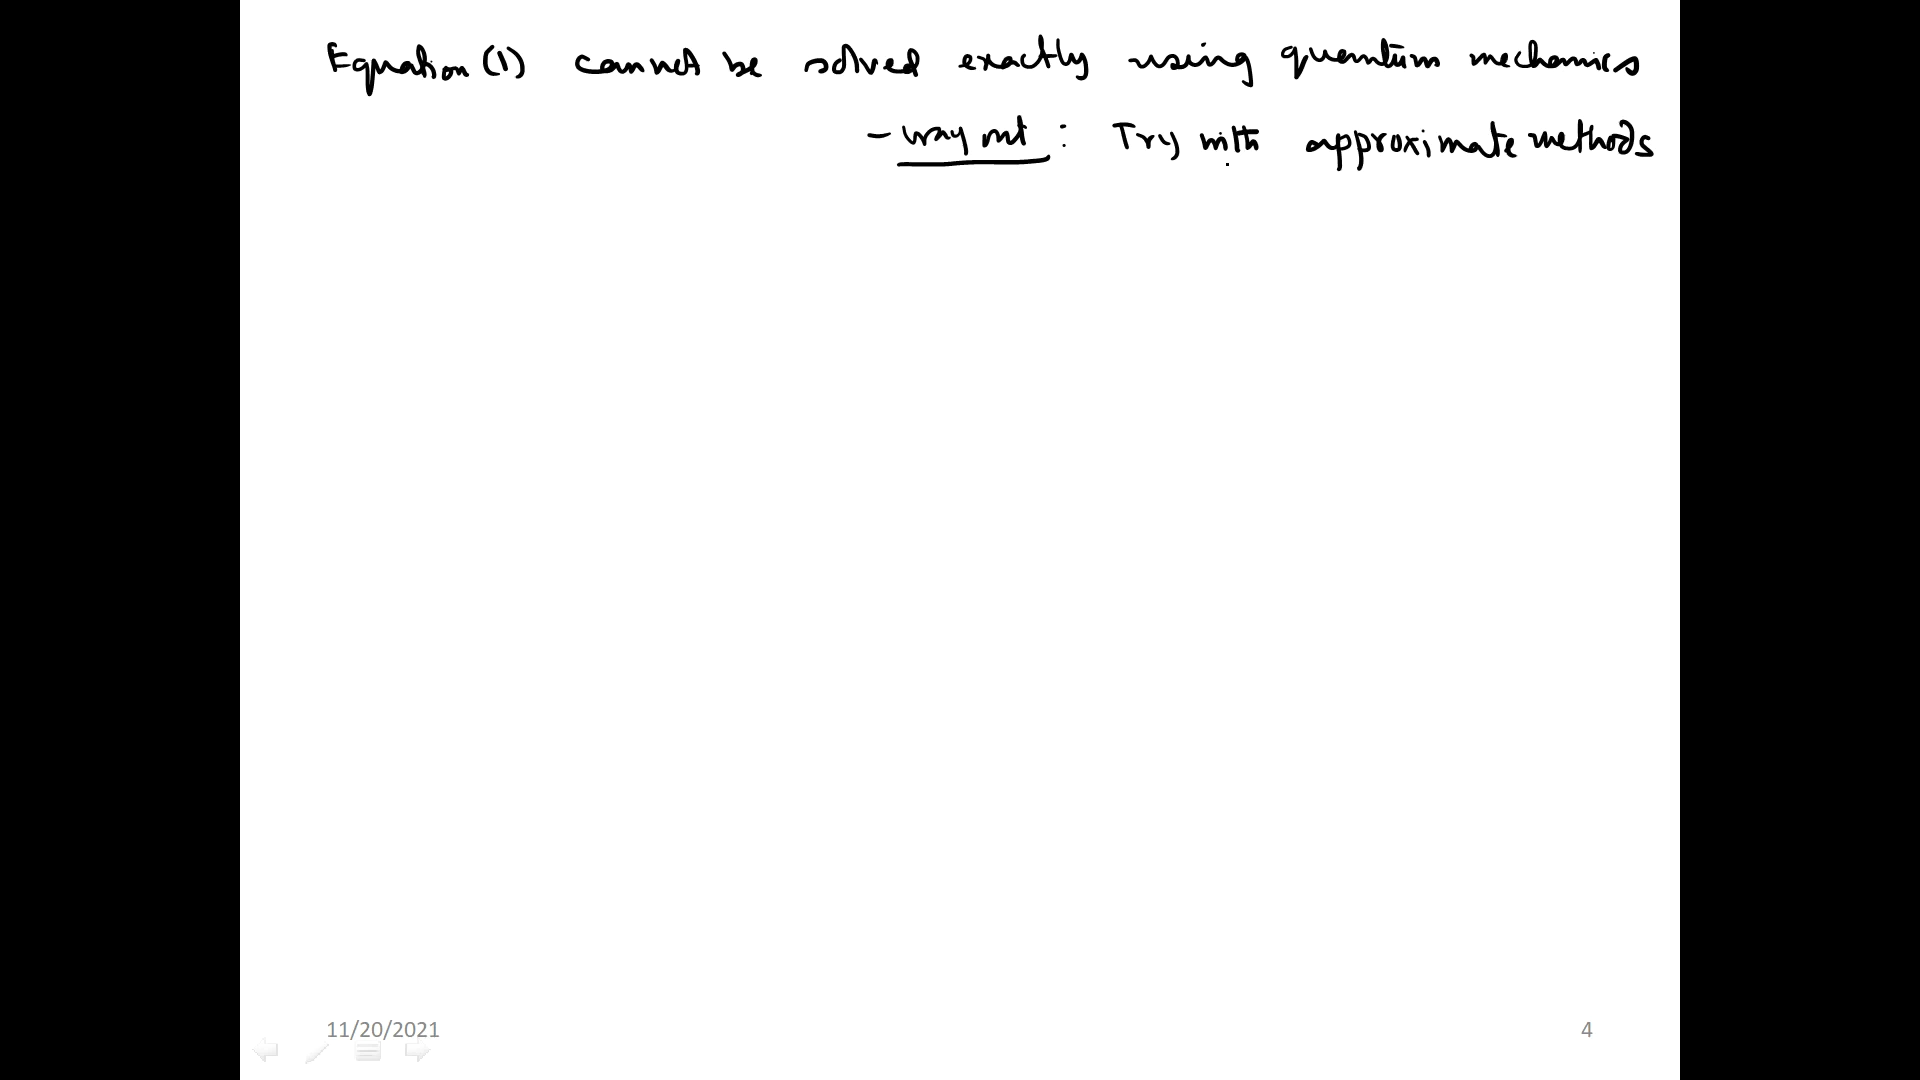 Equation (1) cannot be solved exactly using quantum mechanics
- way out : Try with approximate methods
11/20/2021
4